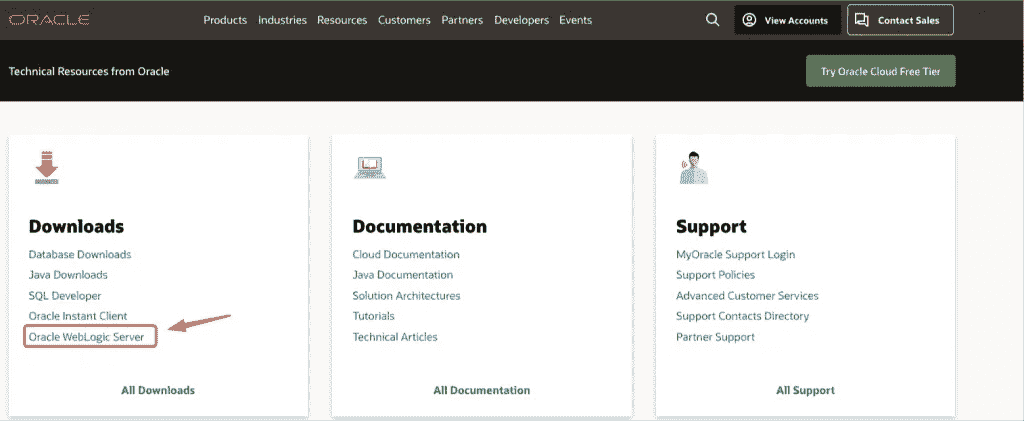 ORACLE Products Industries Resources Customers Partners Developers Events View Accounts Contact Sales
Technical Resources from Oracle Try Oracle Cloud Free Tier
Downloads
Database Downloads
Java Downloads
SQL Developer
Oracle Instant Client
Oracle WebLogic Server
All Downloads
Documentation
Cloud Documentation
Java Documentation
Solution Architectures
Tutorials
Technical Articles
All Documentation
Support
MyOracle Support Login
Support Policies
Advanced Customer Services
Support Contacts Directory
Partner Support
All Support